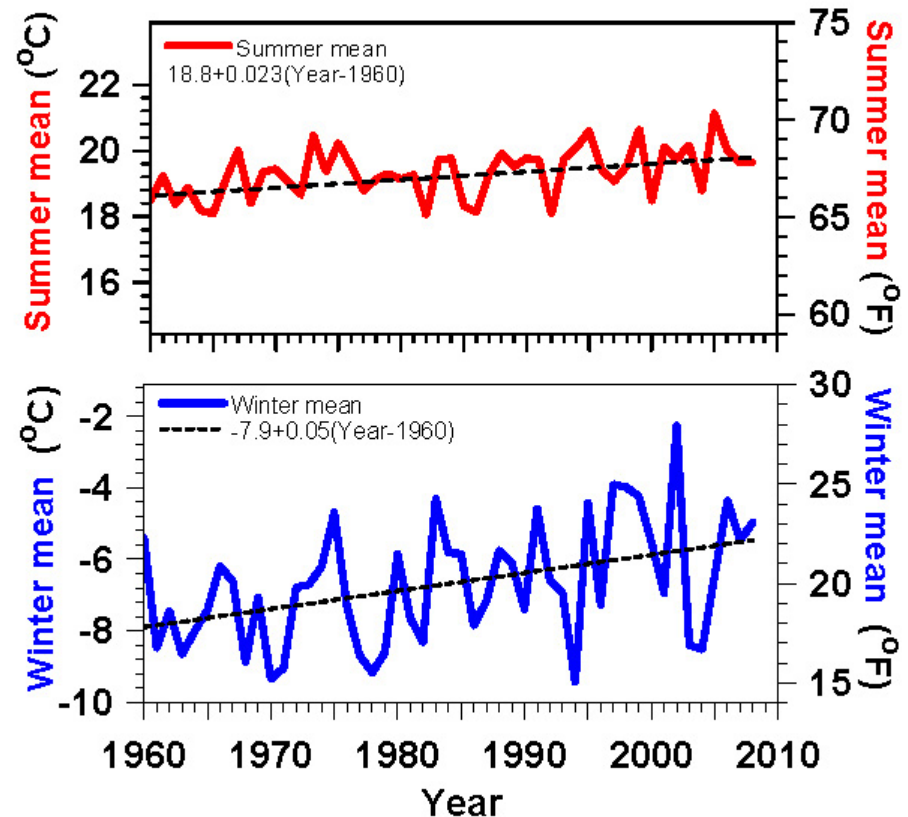 Summer mean (°C)
22
20
18
16
Summer mean
18.8+0.023(Year-1960)
75
70
65
60
Summer mean (°F)
Winter mean (°C)
-2
-4
-6
-8
-10
Winter mean
-7.9+0.05(Year-1960)
30
25
20
15
Winter mean (°F)
1960 1970 1980 1990 2000 2010
Year